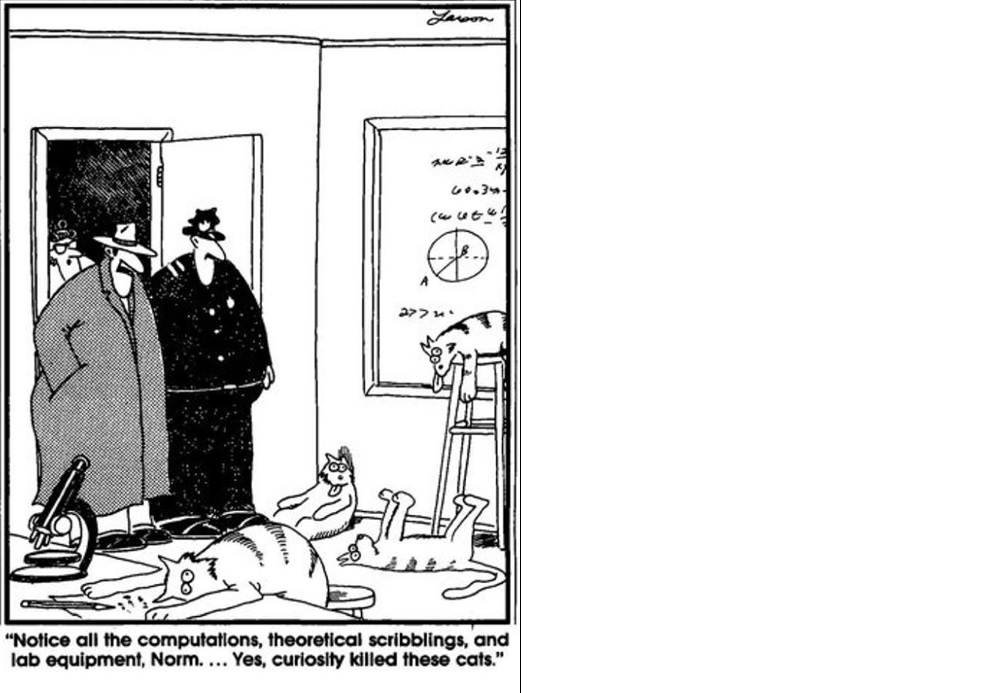 Larson
B
A
"Notice all the computations, theoretical scribblings, and
lab equipment, Norm. ... Yes, curiosity killed these cats."